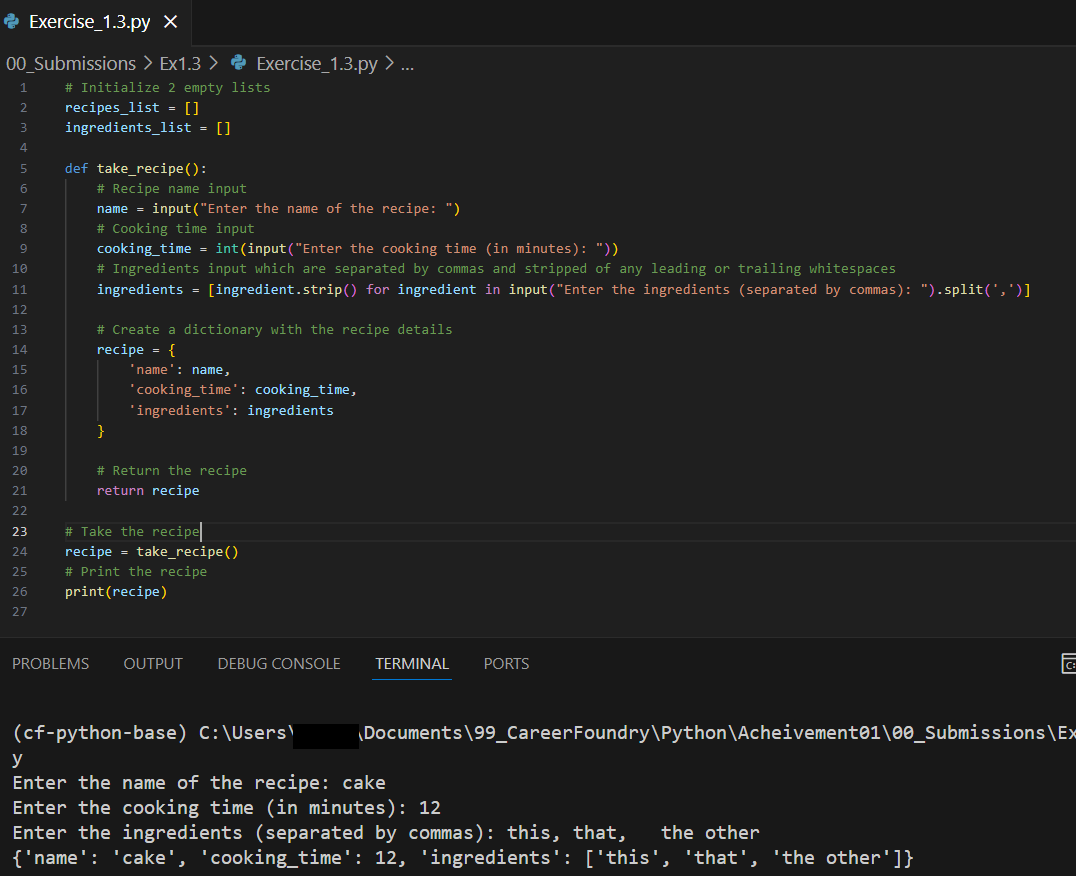 Exercise_1.3.py
00_Submissions > Ex1.3 > Exercise_1.3.py > ...
1 # Initialize 2 empty lists
2 recipes_list = []
3 ingredients_list = []
4
5 def take_recipe():
6     # Recipe name input
7     name = input("Enter the name of the recipe: ")
8     # Cooking time input
9     cooking_time = int(input("Enter the cooking time (in minutes): "))
10     # Ingredients input which are separated by commas and stripped of any leading or trailing whitespaces
11     ingredients = [ingredient.strip() for ingredient in input("Enter the ingredients (separated by commas): ").split(',')]
12
13     # Create a dictionary with the recipe details
14     recipe = {
15         'name': name,
16         'cooking_time': cooking_time,
17         'ingredients': ingredients
18     }
19
20     # Return the recipe
21     return recipe
22
23 # Take the recipe
24 recipe = take_recipe()
25 # Print the recipe
26 print(recipe)
27
PROBLEMS OUTPUT DEBUG CONSOLE TERMINAL PORTS
(cf-python-base) C:\Users\ \Documents\99_CareerFoundry\Python\Acheivement01\00_Submissions\Ex
y
Enter the name of the recipe: cake
Enter the cooking time (in minutes): 12
Enter the ingredients (separated by commas): this, that,   the other
{'name': 'cake', 'cooking_time': 12, 'ingredients': ['this', 'that', 'the other']}